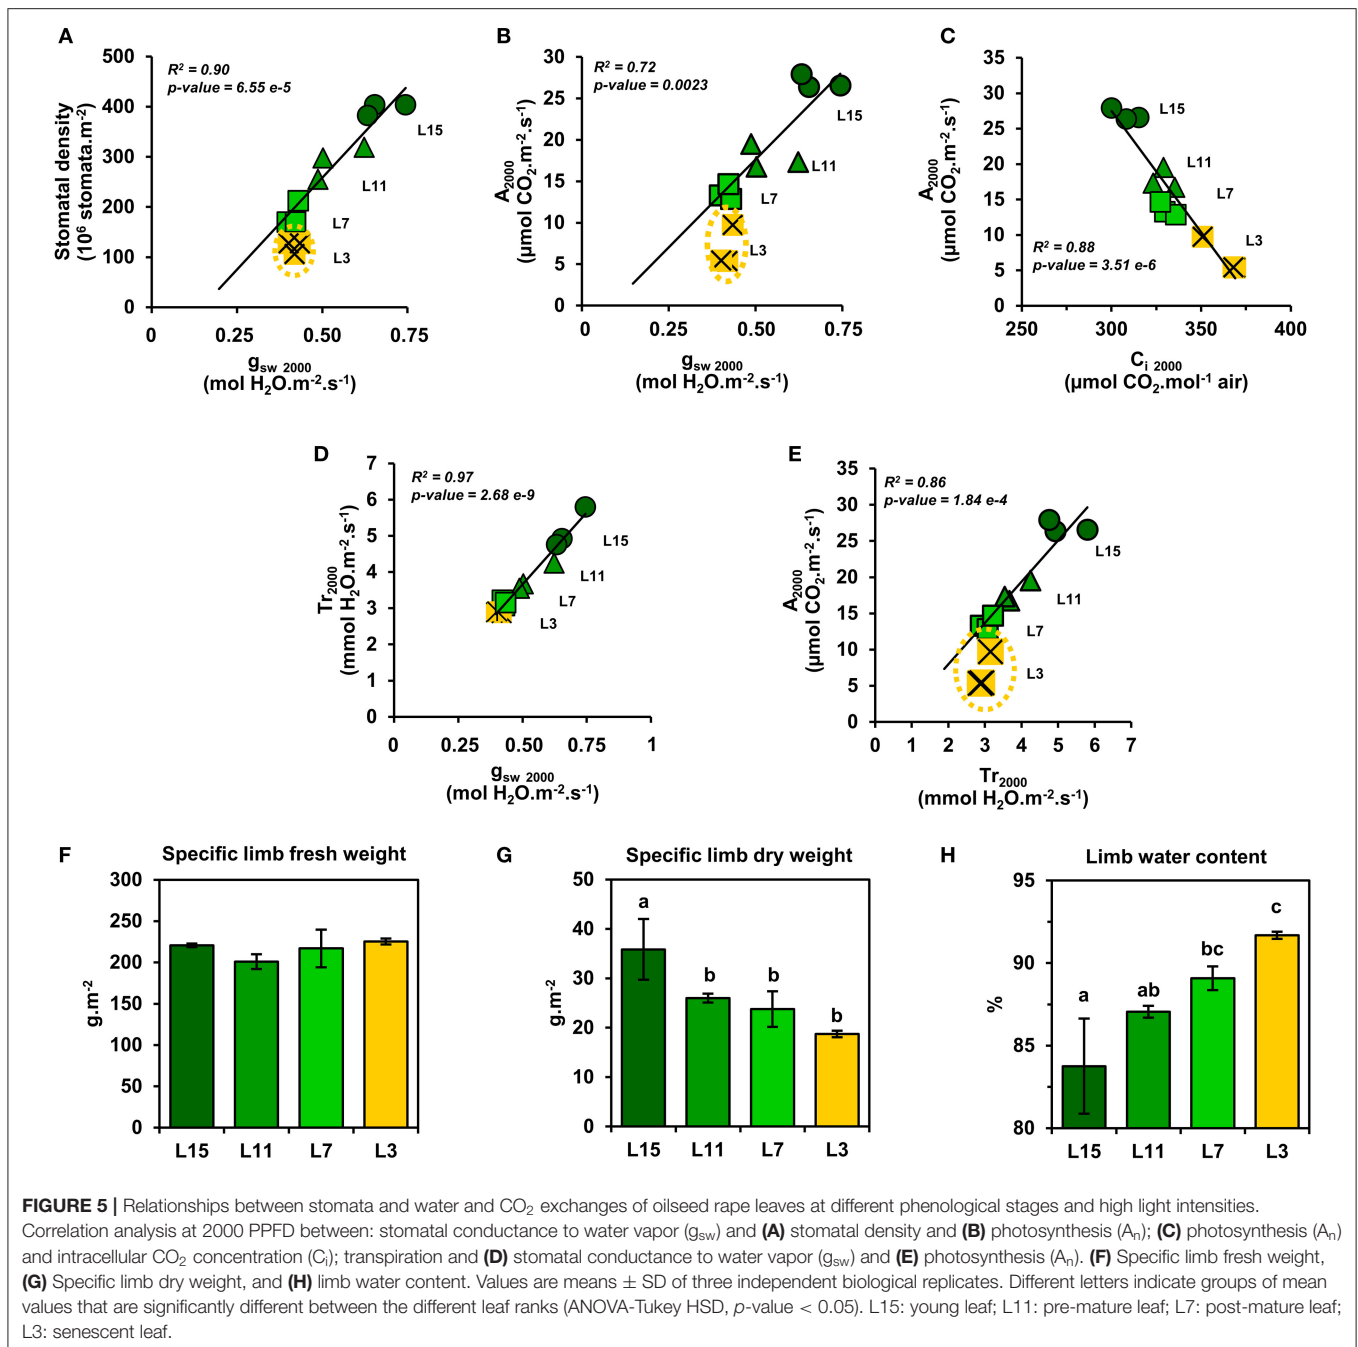 A
500
400
300
200
100
0
Stomatal density
(10⁶ stomata.m⁻²)
R² = 0.90
p-value = 6.55 e-5
L15
L11
L7
L3
0 0.25 0.50 0.75
g_sw 2000
(mol H₂O.m⁻².s⁻¹)
B
30
25
20
15
10
5
0
A₂₀₀₀
(µmol CO₂.m⁻².s⁻¹)
R² = 0.72
p-value = 0.0023
L15
L11
L7
L3
0 0.25 0.50 0.75
g_sw 2000
(mol H₂O.m⁻².s⁻¹)
C
35
30
25
20
15
10
5
0
A₂₀₀₀
(µmol CO₂.m⁻².s⁻¹)
L15
L11
L7
L3
R² = 0.88
p-value = 3.51 e-6
250 300 350 400
C_i 2000
(µmol CO₂.mol⁻¹ air)
D
7
6
5
4
3
2
1
0
Tr₂₀₀₀
(mmol H₂O.m⁻².s⁻¹)
R² = 0.97
p-value = 2.68 e-9
L15
L11
L7
L3
0 0.25 0.50 0.75 1
g_sw 2000
(mol H₂O.m⁻².s⁻¹)
E
35
30
25
20
15
10
5
0
A₂₀₀₀
(µmol CO₂.m⁻².s⁻¹)
R² = 0.86
p-value = 1.84 e-4
L15
L11
L7
L3
0 1 2 3 4 5 6 7
Tr₂₀₀₀
(mmol H₂O.m⁻².s⁻¹)
F
Specific limb fresh weight
300
250
200
150
100
50
0
g.m⁻²
L15 L11 L7 L3
G
Specific limb dry weight
50
40
30
20
10
0
g.m⁻²
a
b
b
b
L15 L11 L7 L3
H
Limb water content
95
90
85
80
%
a
ab
bc
c
L15 L11 L7 L3
FIGURE 5 | Relationships between stomata and water and CO₂ exchanges of oilseed rape leaves at different phenological stages and high light intensities.
Correlation analysis at 2000 PPFD between: stomatal conductance to water vapor (g_sw) and (A) stomatal density and (B) photosynthesis (A_n); (C) photosynthesis (A_n)
and intracellular CO₂ concentration (C_i); transpiration and (D) stomatal conductance to water vapor (g_sw) and (E) photosynthesis (A_n). (F) Specific limb fresh weight,
(G) Specific limb dry weight, and (H) limb water content. Values are means ± SD of three independent biological replicates. Different letters indicate groups of mean
values that are significantly different between the different leaf ranks (ANOVA-Tukey HSD, p-value < 0.05). L15: young leaf; L11: pre-mature leaf; L7: post-mature leaf;
L3: senescent leaf.